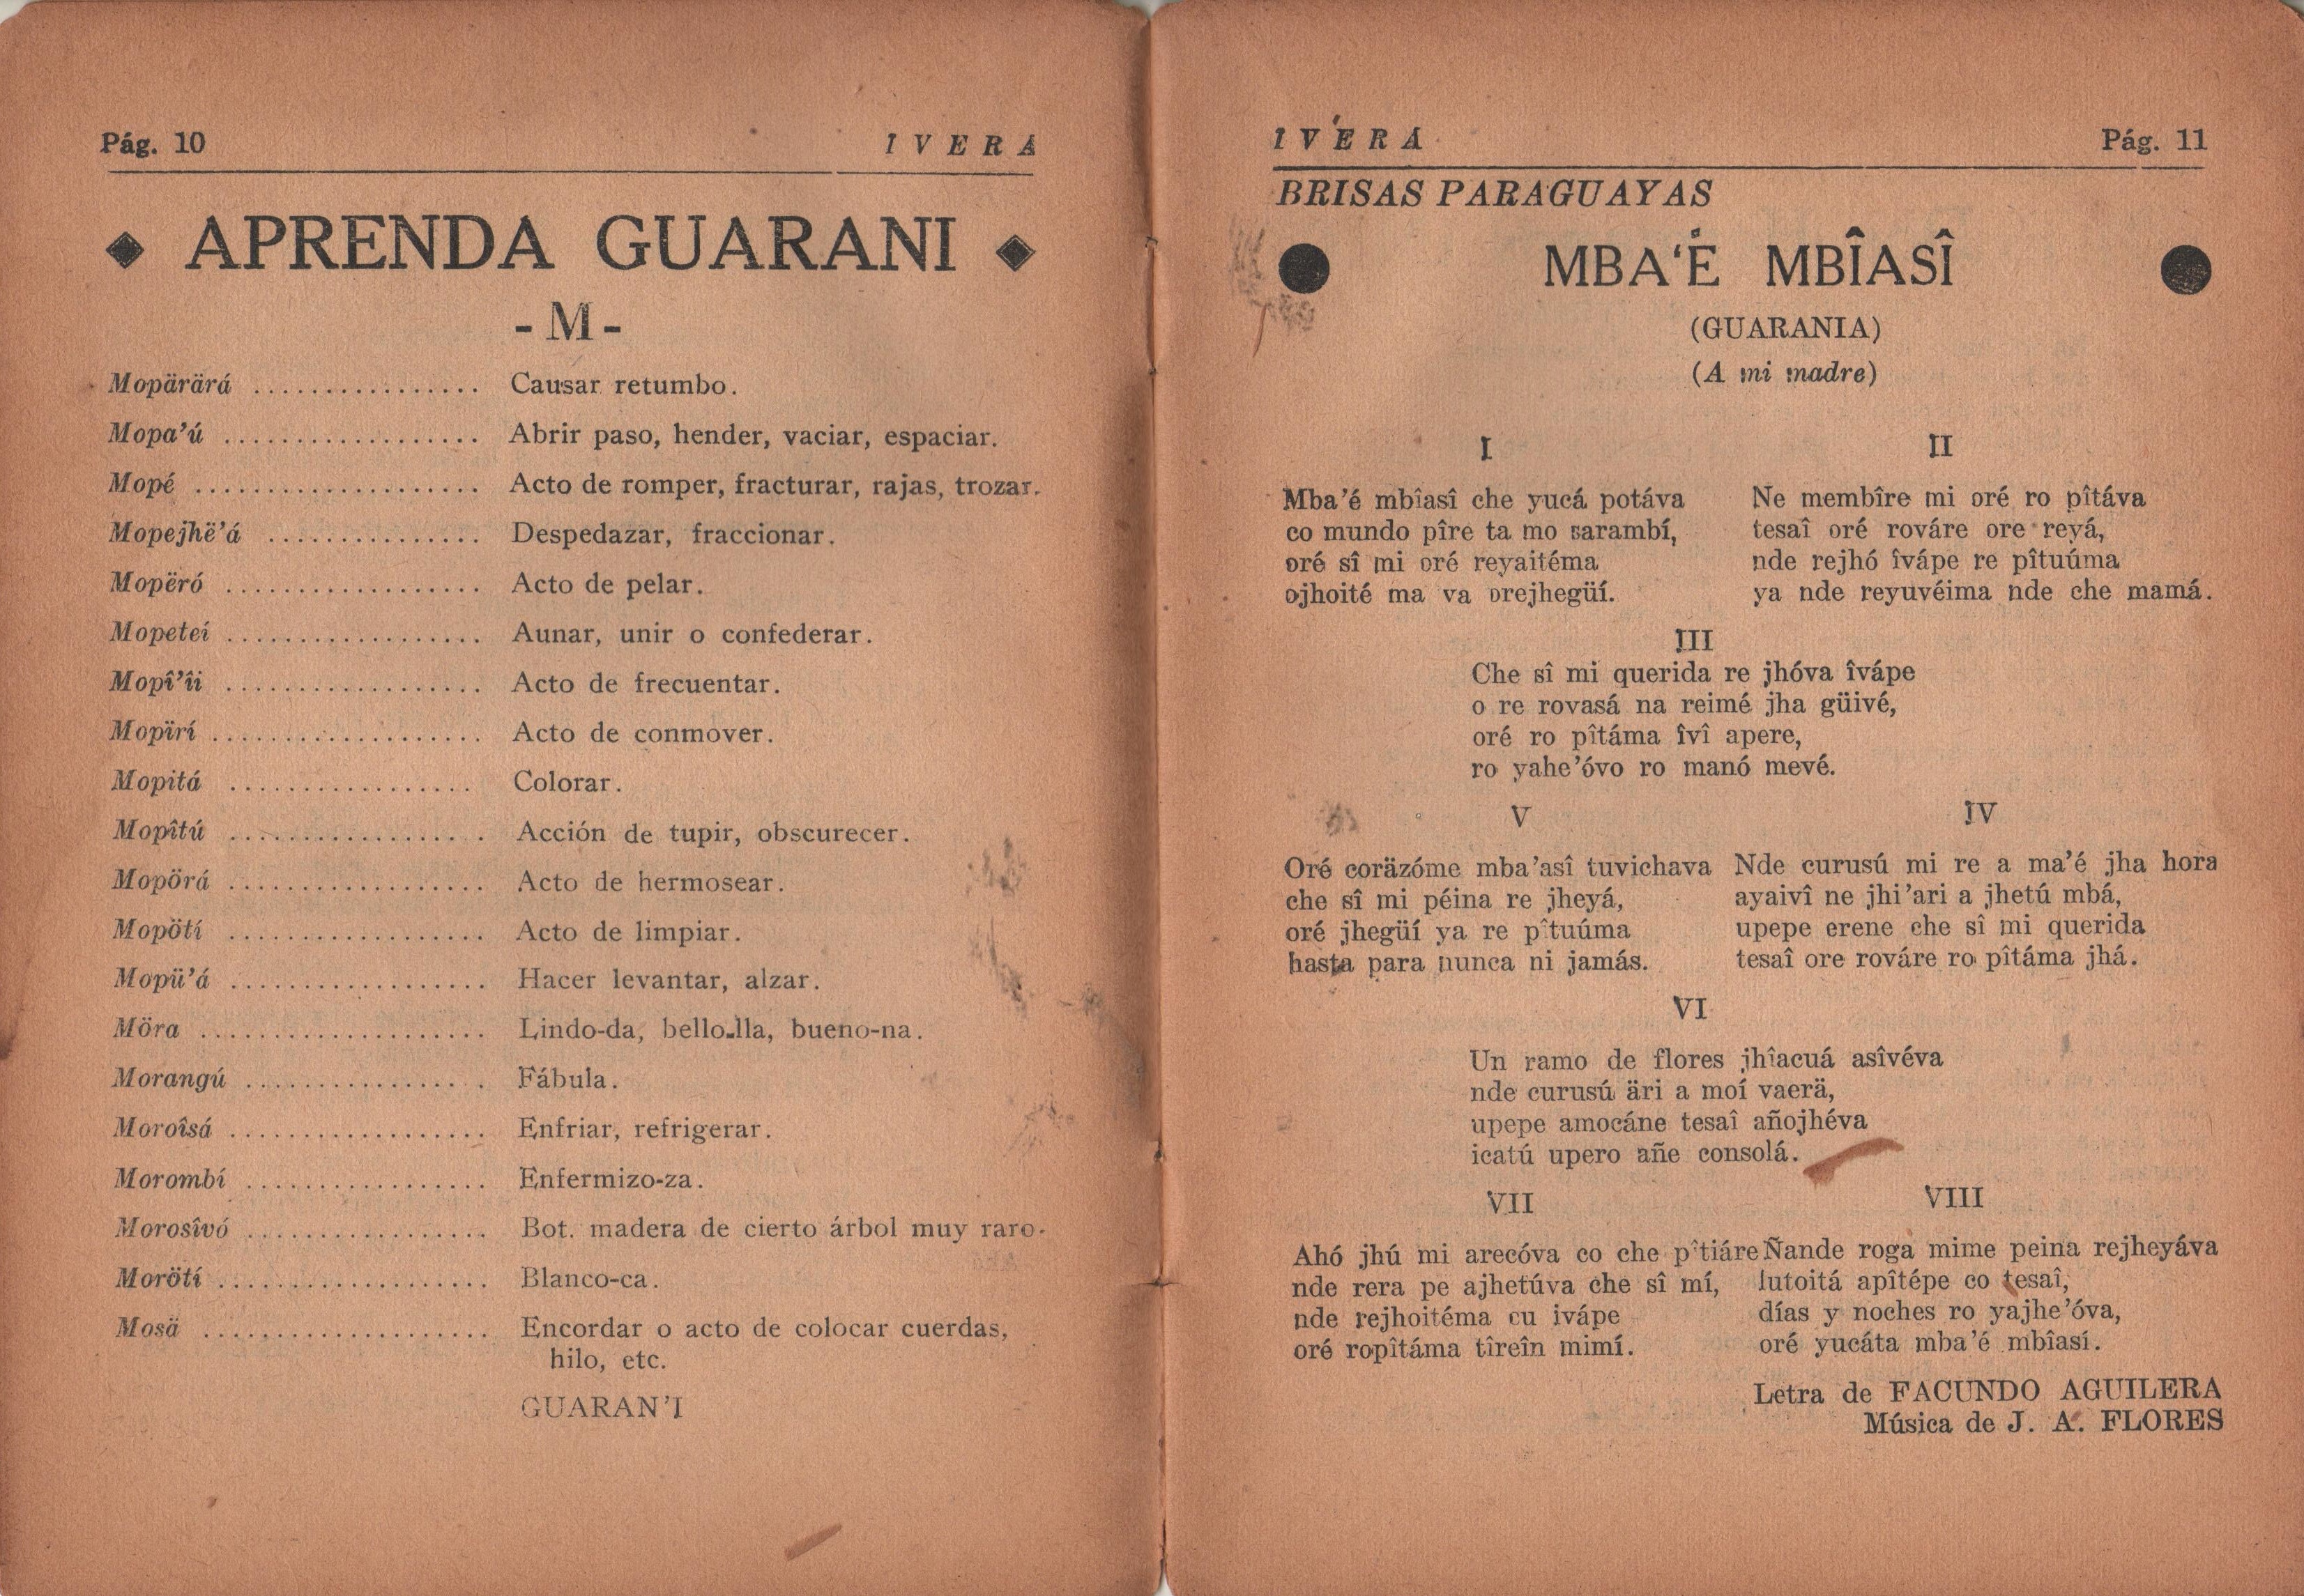 Pág. 10
IVERÁ
APRENDA GUARANI
- M -
Mopärärá ................ Causar retumbo.
Mopa'ú .................. Abrir paso, hender, vaciar, espaciar.
Mopé .................... Acto de romper, fracturar, rajas, trozar.
Mopejhë'á ............... Despedazar, fraccionar.
Mopëró .................. Acto de pelar.
Mopeteí .................. Aunar, unir o confederar.
Mopî'îi .................. Acto de frecuentar.
Mopïrí ................... Acto de conmover.
Mopitá ................. Colorar.
Mopîtú .................. Acción de tupir, obscurecer.
Mopörá .................. Acto de hermosear.
Mopötí .................. Acto de limpiar.
Mopü'á .................. Hacer levantar, alzar.
Möra .................... Lindo-da, bello-lla, bueno-na.
Morangú ................. Fábula.
Moroîsá .................. Enfriar, refrigerar.
Morombí ................. Enfermizo-za.
Morosîvó ................. Bot. madera de cierto árbol muy raro.
Morötí ................... Blanco-ca.
Mosä .................... Encordar o acto de colocar cuerdas,
hilo, etc.
GUARAN'I
IVERÁ
Pág. 11
BRISAS PARAGUAYAS
MBA'É MBÎASÎ
(GUARANIA)
(A mi madre)
I
Mba'é mbîasî che yucá potáva
co mundo pîre ta mo sarambí,
oré sî mi oré reyaitéma
ojhoité ma va orejhegüí.
II
Ne membîre mi oré ro pîtáva
tesaî oré rováre ore reyá,
nde rejhó îvápe re pîtuúma
ya nde reyuvéima nde che mamá.
III
Che sî mi querida re jhóva îvápe
o re rovasá na reimé jha güivé,
oré ro pîtáma îvî apere,
ro yahe'óvo ro manó mevé.
V
Oré coräzóme mba'asî tuvichava
che sî mi péina re jheyá,
oré jhegüí ya re pîtuúma
hasta para nunca ni jamás.
IV
Nde curusú mi re a ma'é jha hora
ayaivî ne jhi'ari a jhetú mbá,
upepe erene che sî mi querida
tesaî ore rováre ro pîtáma jhá.
VI
Un ramo de flores jhîacuá asîvéva
nde curusú äri a moí vaerä,
upepe amocáne tesaî añojhéva
icatú upero añe consolá.
VII
Ahó jhú mi arecóva co che pîtiáre
nde rera pe ajhetúva che sî mí,
nde rejhoitéma cu ivápe
oré ropîtáma tîreîn mimí.
VIII
Ñande roga mime peina rejheyáva
lutoitá apîtépe co tesaî,
días y noches ro yajhe'óva,
oré yucáta mba'é mbîasí.
Letra de FACUNDO AGUILERA
Música de J. A. FLORES